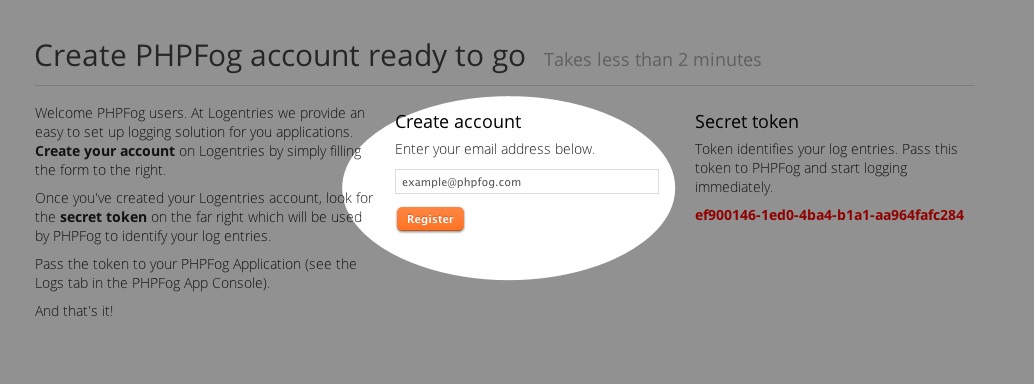 Create PHPFog account ready to go Takes less than 2 minutes
Welcome PHPFog users. At Logentries we provide an
easy to set up logging solution for you applications.
Create your account on Logentries by simply filling
the form to the right.
Once you've created your Logentries account, look for
the secret token on the far right which will be used
by PHPFog to identify your log entries.
Pass the token to your PHPFog Application (see the
Logs tab in the PHPFog App Console).
And that's it!
Create account
Enter your email address below.
example@phpfog.com
Register
Secret token
Token identifies your log entries. Pass this
token to PHPFog and start logging
immediately.
ef900146-1ed0-4ba4-b1a1-aa964fafc284